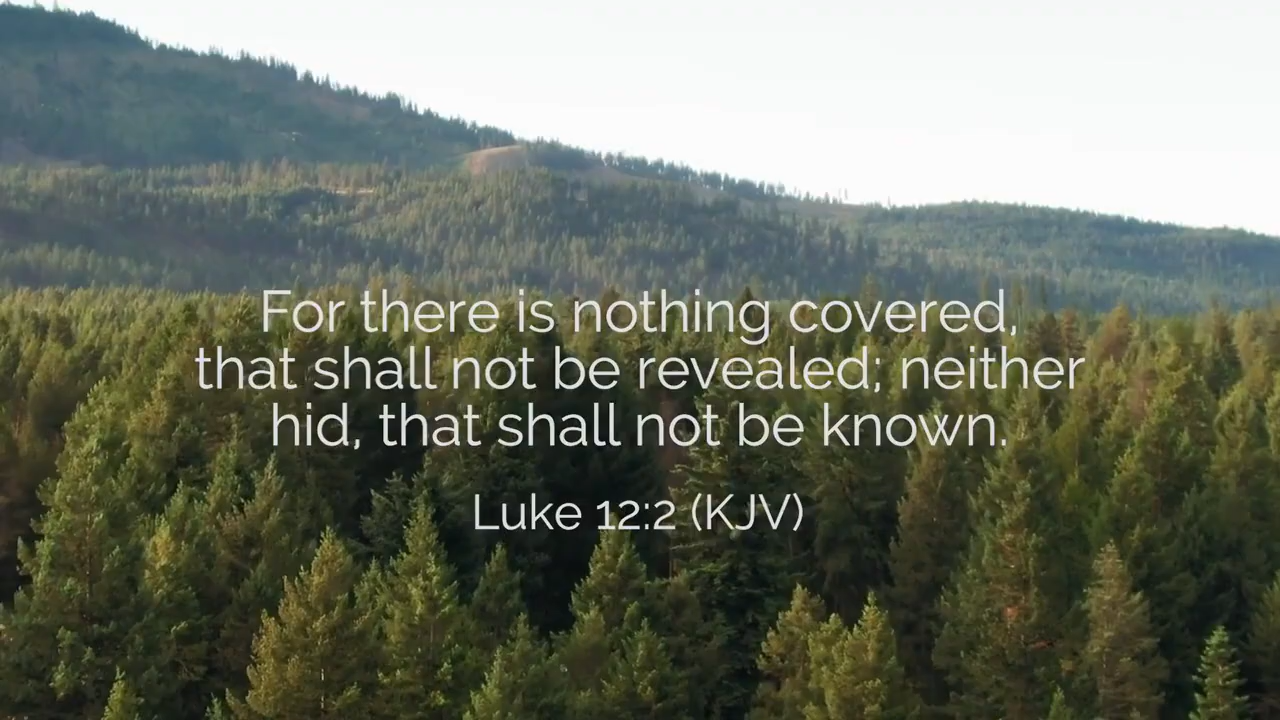 For there is nothing covered,
that shall not be revealed; neither
hid, that shall not be known.
Luke 12:2 (KJV)